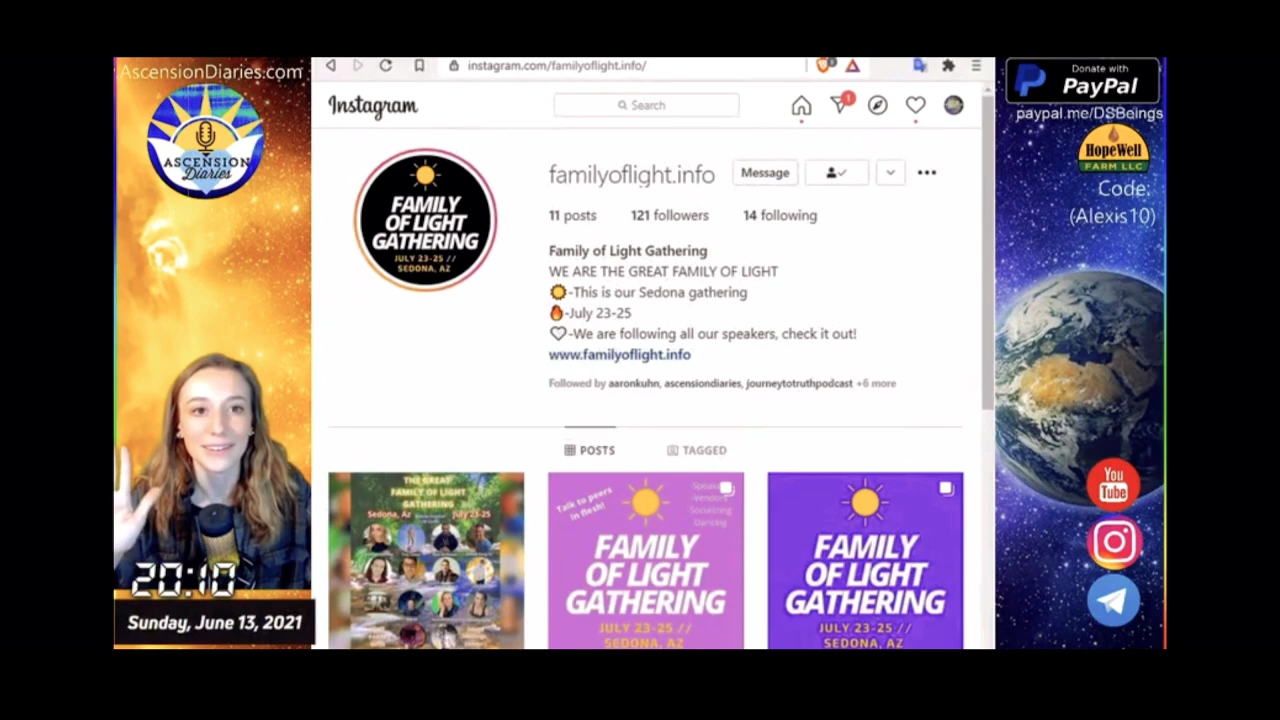 AscensionDiaries.com
ASCENSION
Diaries
20:10
Sunday, June 13, 2021
instagram.com/familyoflight.info/
Instagram
Search
1
FAMILY
OF LIGHT
GATHERING
JULY 23-25 //
SEDONA, AZ
familyoflight.info
Message
11 posts 121 followers 14 following
Family of Light Gathering
WE ARE THE GREAT FAMILY OF LIGHT
-This is our Sedona gathering
-July 23-25
-We are following all our speakers, check it out!
www.familyoflight.info
Followed by aaronkuhn, ascensiondiaries, journeytotruthpodcast +6 more
POSTS
TAGGED
THE GREAT
FAMILY OF LIGHT
GATHERING
Sedona, Az July 23-25
Talk to peers
in flesh!
Vendors
Socializing
Dancing
FAMILY
OF LIGHT
GATHERING
JULY 23-25 //
SEDONA, AZ
FAMILY
OF LIGHT
GATHERING
JULY 23-25 //
SEDONA, AZ
Donate with
PayPal
paypal.me/DSBeings
HopeWell
FARM LLC
Code:
(Alexis10)
You
Tube